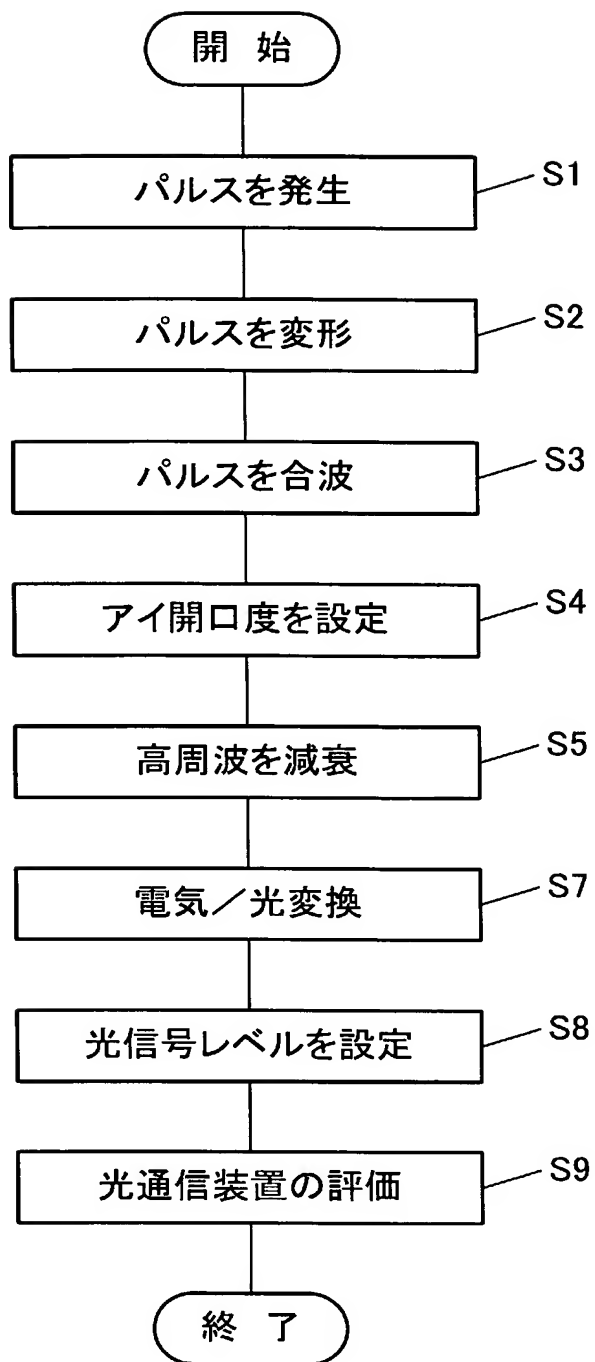 開 始
パルスを発生
S1
パルスを変形
S2
パルスを合波
S3
アイ開口度を設定
S4
高周波を減衰
S5
電気／光変換
S7
光信号レベルを設定
S8
光通信装置の評価
S9
終 了